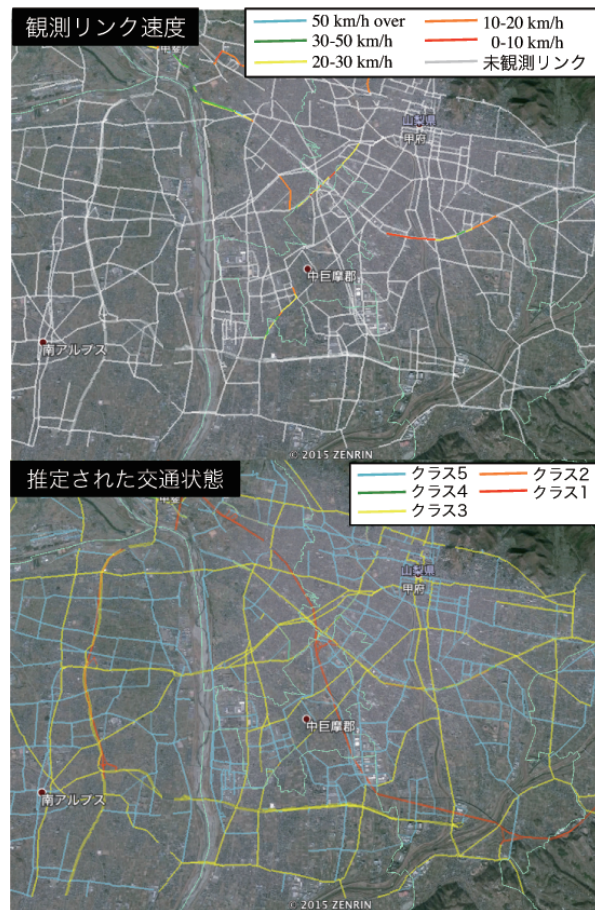 観測リンク速度
50 km/h over
10-20 km/h
30-50 km/h
0-10 km/h
20-30 km/h
未観測リンク
山梨県
甲府
中巨摩郡
南アルプス
© 2015 ZENRIN
推定された交通状態
クラス5
クラス2
クラス4
クラス1
クラス3
山梨県
甲府
中巨摩郡
南アルプス
© 2015 ZENRIN